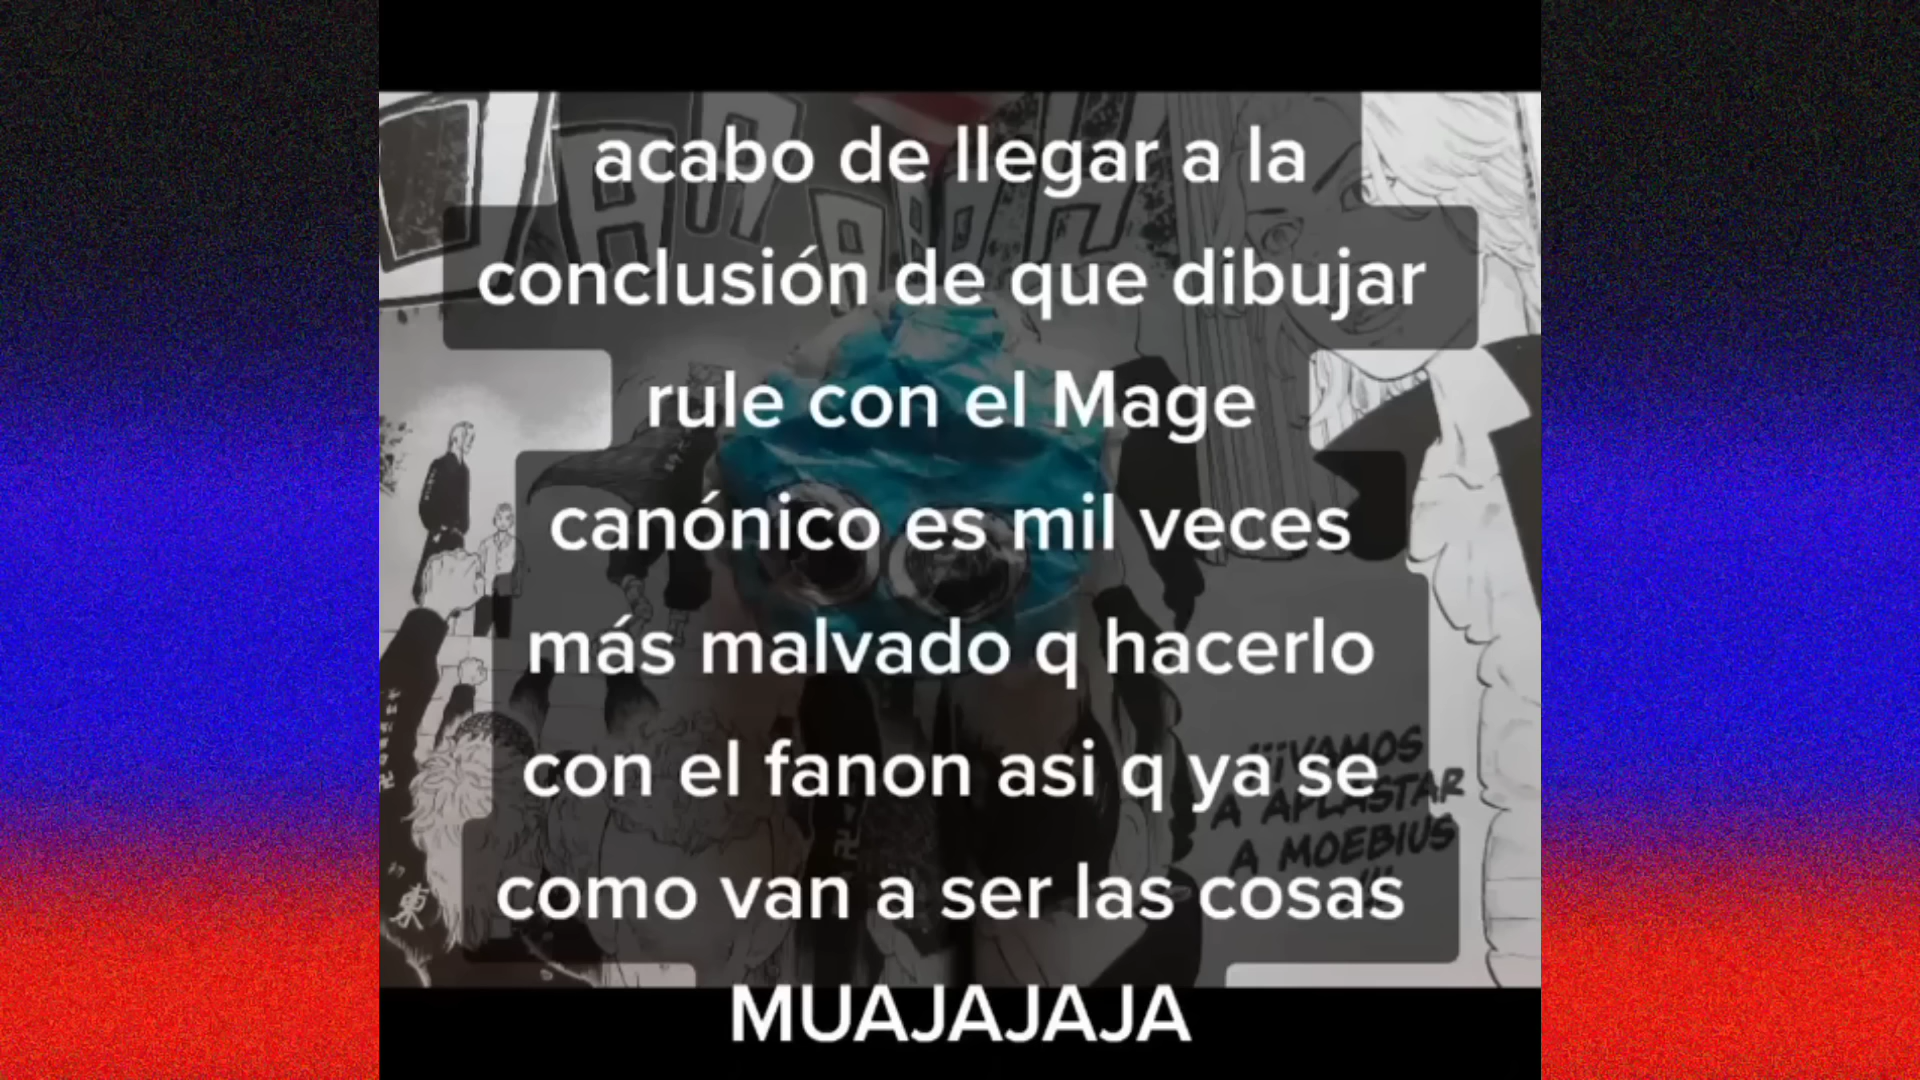 acabo de llegar a la
conclusión de que dibujar
rule con el Mage
canónico es mil veces
más malvado q hacerlo
con el fanon asi q ya se
como van a ser las cosas
MUAJAJAJA
¡¡¡VAMOS
A APLASTAR
A MOEBIUS
!!!
東